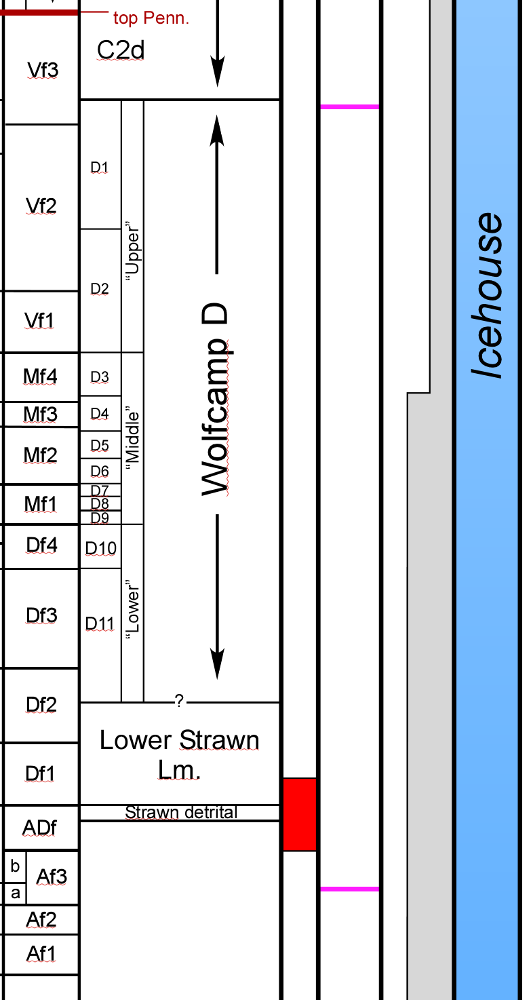 top Penn.
C2d
Vf3
D1
Vf2
"Upper"
D2
Vf1
Wolfcamp D
Icehouse
Mf4
D3
Mf3
D4
"Middle"
Mf2
D5
D6
D7
Mf1
D8
D9
Df4
D10
Df3
D11
"Lower"
?
Df2
Lower Strawn
Lm.
Df1
Strawn detrital
ADf
b
Af3
a
Af2
Af1